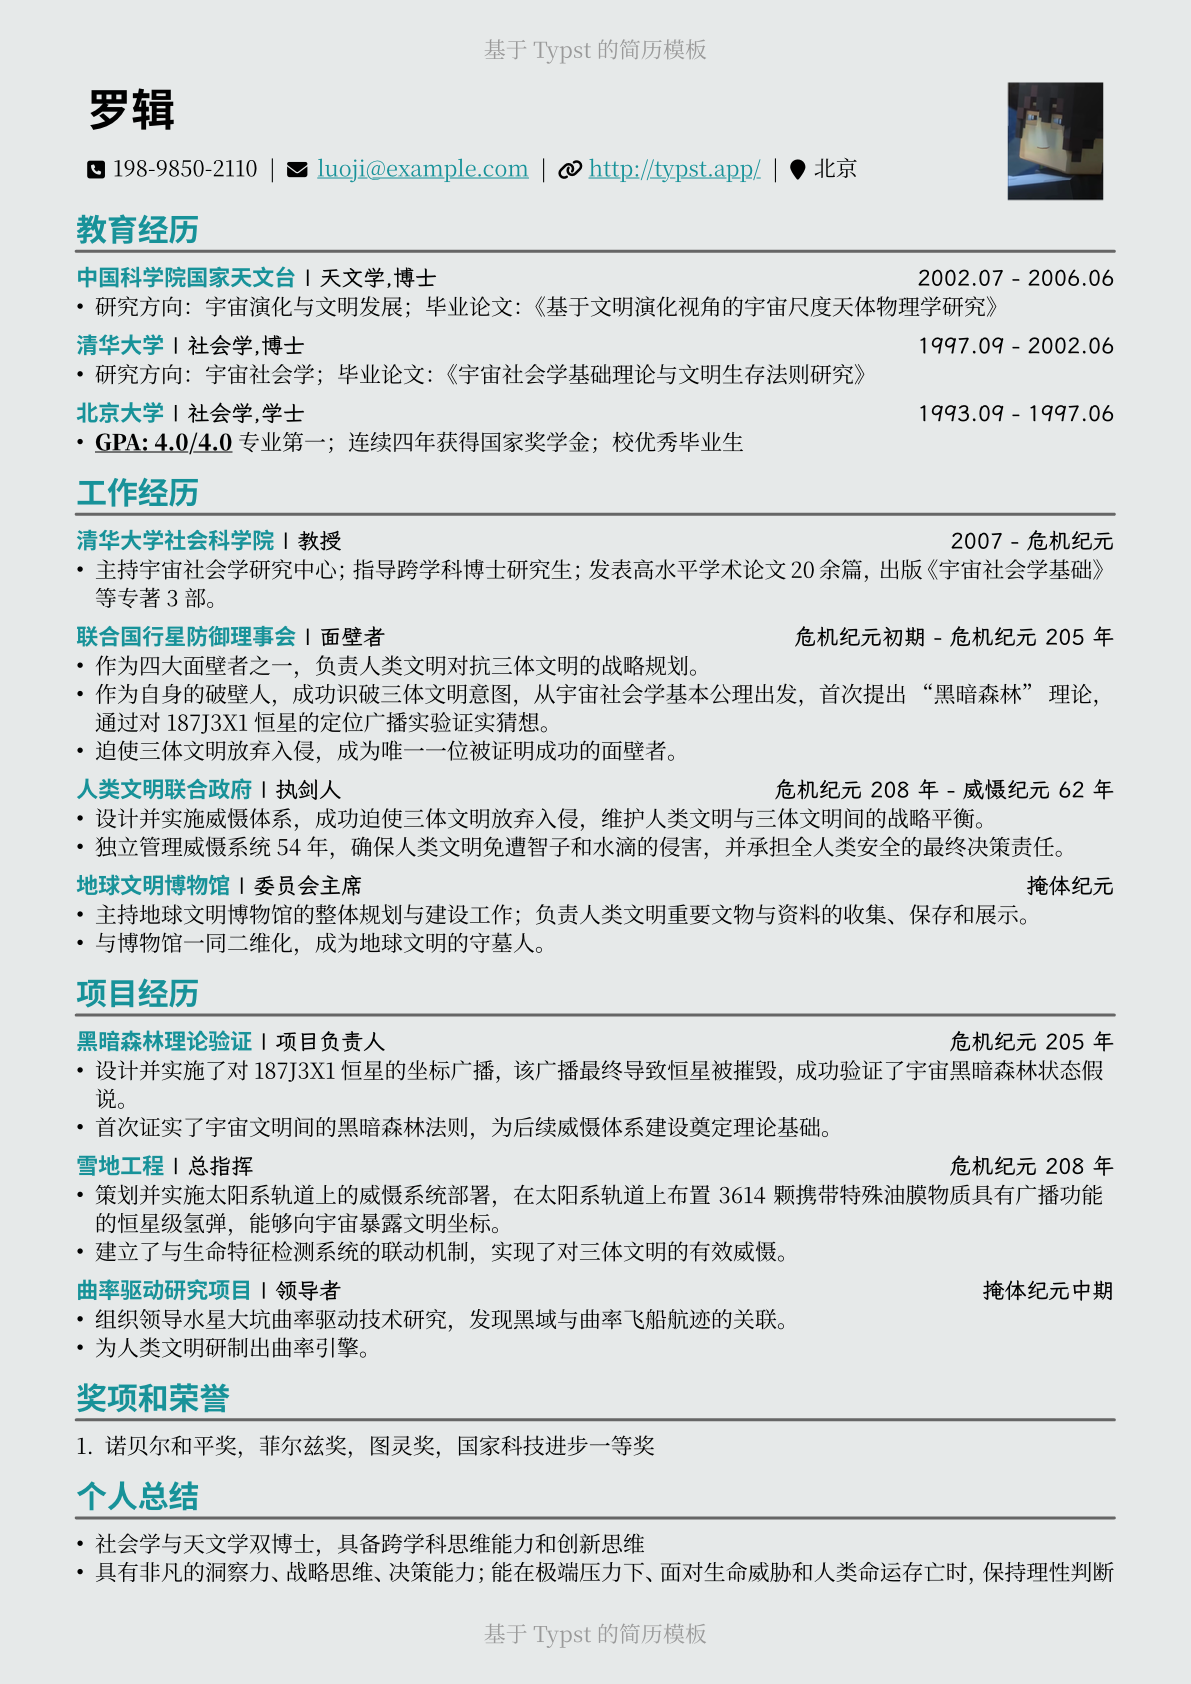 基于 Typst 的简历模板
罗辑
198-9850-2110 | luoji@example.com | http://typst.app/ | 北京
教育经历
中国科学院国家天文台 | 天文学,博士 2002.07 - 2006.06
• 研究方向：宇宙演化与文明发展；毕业论文：《基于文明演化视角的宇宙尺度天体物理学研究》
清华大学 | 社会学,博士 1997.09 - 2002.06
• 研究方向：宇宙社会学；毕业论文：《宇宙社会学基础理论与文明生存法则研究》
北京大学 | 社会学,学士 1993.09 - 1997.06
• GPA: 4.0/4.0 专业第一；连续四年获得国家奖学金；校优秀毕业生
工作经历
清华大学社会科学院 | 教授 2007 - 危机纪元
• 主持宇宙社会学研究中心；指导跨学科博士研究生；发表高水平学术论文 20 余篇，出版《宇宙社会学基础》
等专著 3 部。
联合国行星防御理事会 | 面壁者 危机纪元初期 - 危机纪元 205 年
• 作为四大面壁者之一，负责人类文明对抗三体文明的战略规划。
• 作为自身的破壁人，成功识破三体文明意图，从宇宙社会学基本公理出发，首次提出 “黑暗森林” 理论，
通过对 187J3X1 恒星的定位广播实验证实猜想。
• 迫使三体文明放弃入侵，成为唯一一位被证明成功的面壁者。
人类文明联合政府 | 执剑人 危机纪元 208 年 - 威慑纪元 62 年
• 设计并实施威慑体系，成功迫使三体文明放弃入侵，维护人类文明与三体文明间的战略平衡。
• 独立管理威慑系统 54 年，确保人类文明免遭智子和水滴的侵害，并承担全人类安全的最终决策责任。
地球文明博物馆 | 委员会主席 掩体纪元
• 主持地球文明博物馆的整体规划与建设工作；负责人类文明重要文物与资料的收集、保存和展示。
• 与博物馆一同二维化，成为地球文明的守墓人。
项目经历
黑暗森林理论验证 | 项目负责人 危机纪元 205 年
• 设计并实施了对 187J3X1 恒星的坐标广播，该广播最终导致恒星被摧毁，成功验证了宇宙黑暗森林状态假
说。
• 首次证实了宇宙文明间的黑暗森林法则，为后续威慑体系建设奠定理论基础。
雪地工程 | 总指挥 危机纪元 208 年
• 策划并实施太阳系轨道上的威慑系统部署，在太阳系轨道上布置 3614 颗携带特殊油膜物质具有广播功能
的恒星级氢弹，能够向宇宙暴露文明坐标。
• 建立了与生命特征检测系统的联动机制，实现了对三体文明的有效威慑。
曲率驱动研究项目 | 领导者 掩体纪元中期
• 组织领导水星大坑曲率驱动技术研究，发现黑域与曲率飞船航迹的关联。
• 为人类文明研制出曲率引擎。
奖项和荣誉
1. 诺贝尔和平奖，菲尔兹奖，图灵奖，国家科技进步一等奖
个人总结
• 社会学与天文学双博士，具备跨学科思维能力和创新思维
• 具有非凡的洞察力、战略思维、决策能力；能在极端压力下、面对生命威胁和人类命运存亡时，保持理性判断
基于 Typst 的简历模板